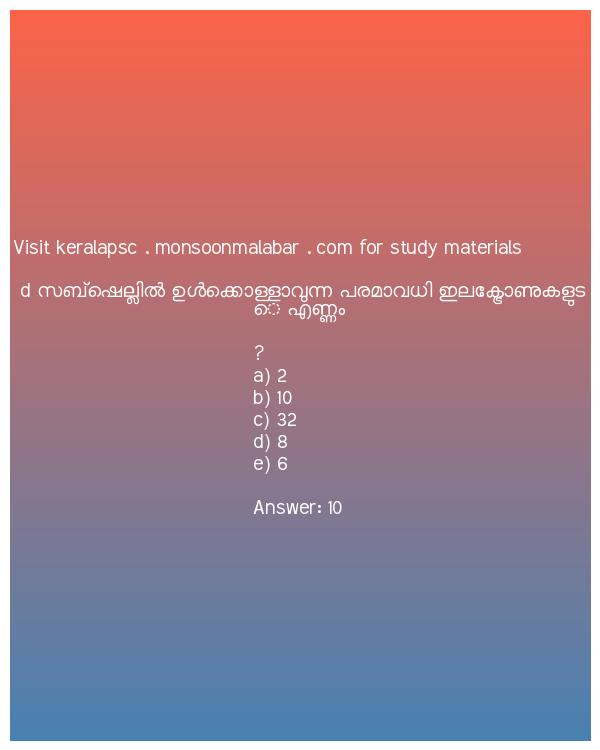 Visit keralapsc . monsoonmalabar . com for study materials
d സബ്ഷെല്ലിൽ ഉൾക്കൊള്ളാവുന്ന പരമാവധി ഇലക്ട്രോണുകളുട
െ എണ്ണം
?
a) 2
b) 10
c) 32
d) 8
e) 6
Answer: 10